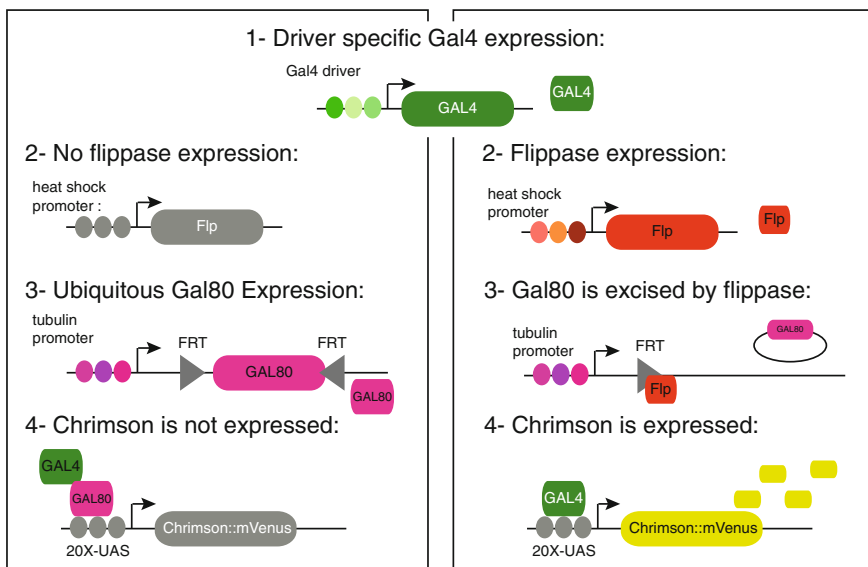 1- Driver specific Gal4 expression:
Gal4 driver
GAL4
GAL4
2- No flippase expression:
heat shock
promoter :
Flp
3- Ubiquitous Gal80 Expression:
tubulin
promoter
FRT
FRT
GAL80
GAL80
4- Chrimson is not expressed:
GAL4
GAL80
Chrimson::mVenus
20X-UAS
2- Flippase expression:
heat shock
promoter
Flp
Flp
3- Gal80 is excised by flippase:
GAL80
tubulin
promoter
FRT
Flp
4- Chrimson is expressed:
GAL4
Chrimson::mVenus
20X-UAS